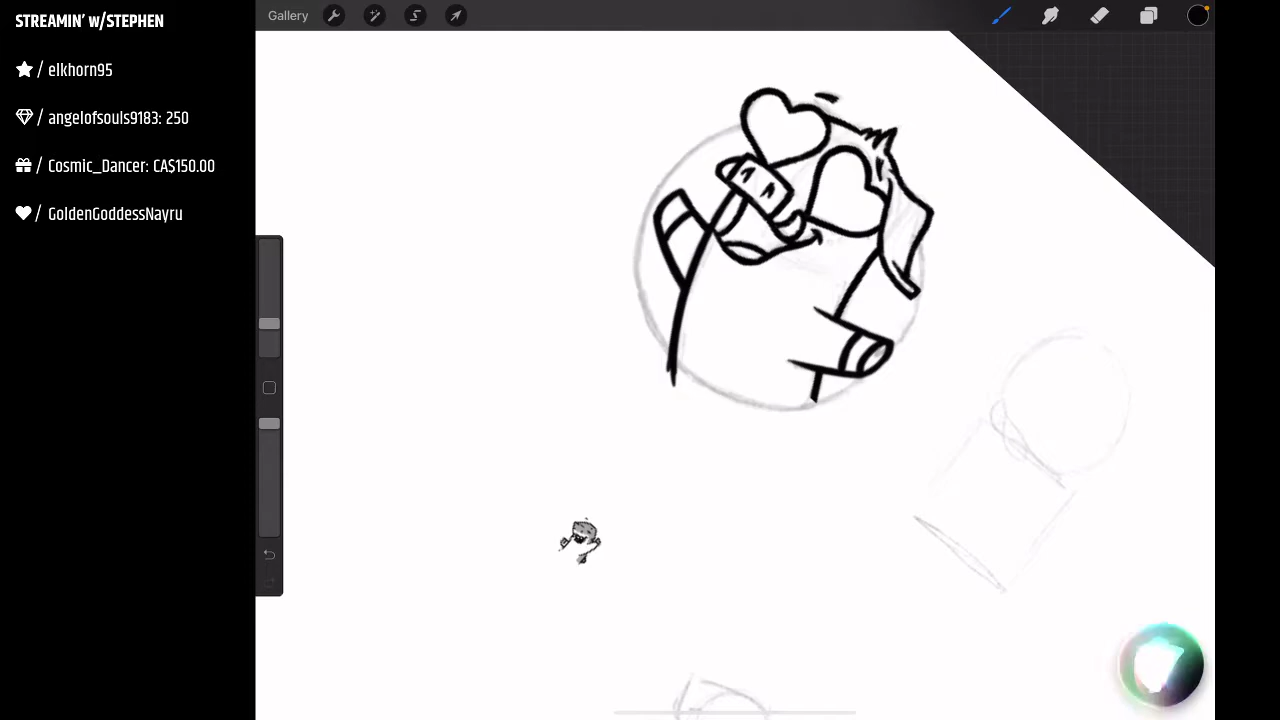 STREAMIN' w/STEPHEN
/ elkhorn95
/ angelofsouls9183: 250
/ Cosmic_Dancer: CA$150.00
/ GoldenGoddessNayru
Gallery